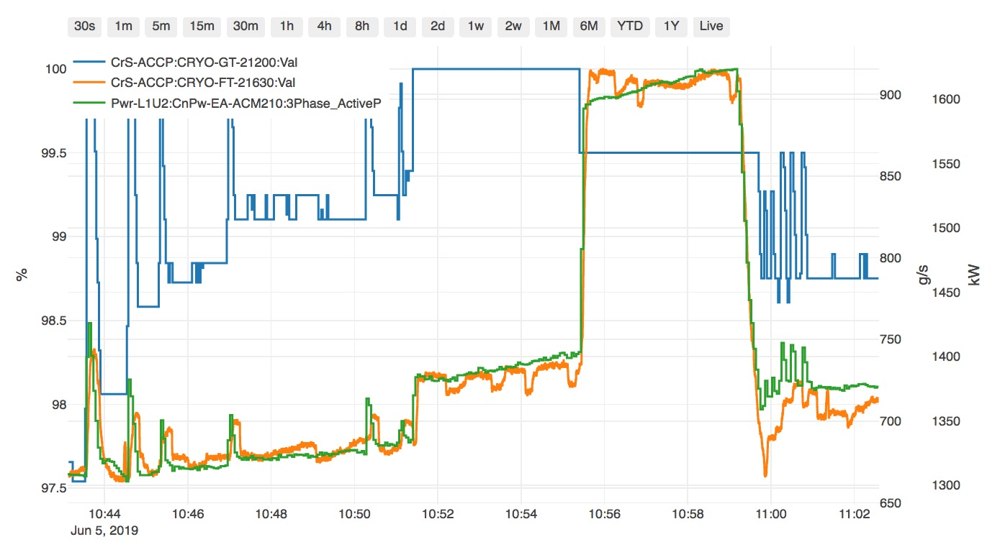 30s 1m 5m 15m 30m 1h 4h 8h 1d 2d 1w 2w 1M 6M YTD 1Y Live
CrS-ACCP:CRYO-GT-21200:Val
CrS-ACCP:CRYO-FT-21630:Val
Pwr-L1U2:CnPw-EA-ACM210:3Phase_ActiveP
100
99.5
99
98.5
98
97.5
%
900
850
800
750
700
650
g/s
1600
1550
1500
1450
1400
1350
1300
kW
10:44 10:46 10:48 10:50 10:52 10:54 10:56 10:58 11:00 11:02
Jun 5, 2019